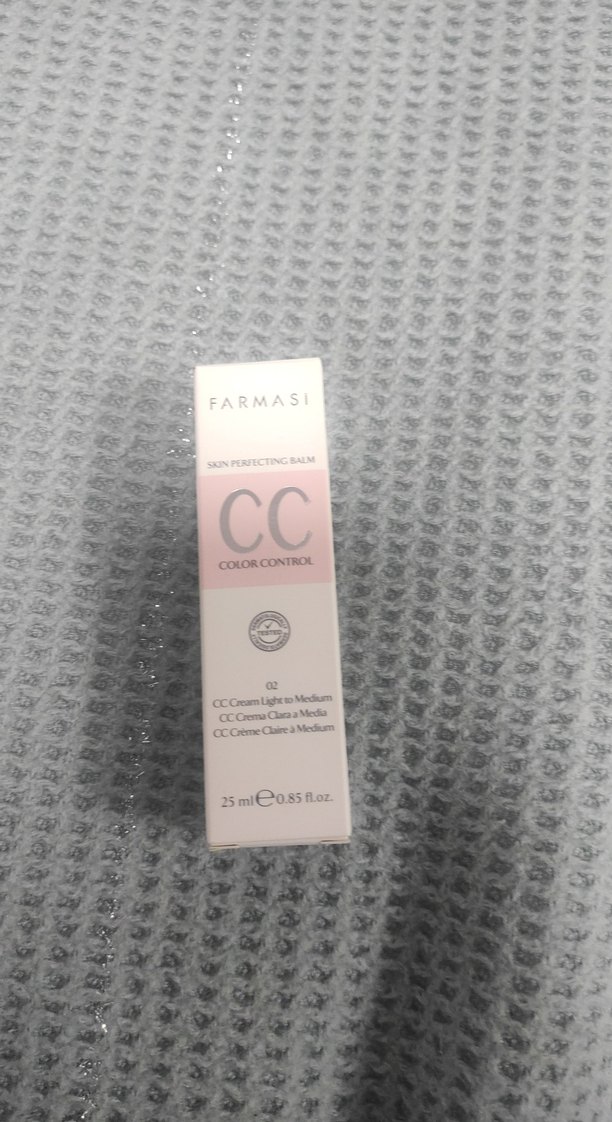 FARMASİ
SKIN PERFECTING BALM
CC
COLOR CONTROL
TESTED
02
CC Cream Light to Medium
CC Crema Clara a Media
CC Crème Claire à Medium
25 ml e 0.85 fl.oz.